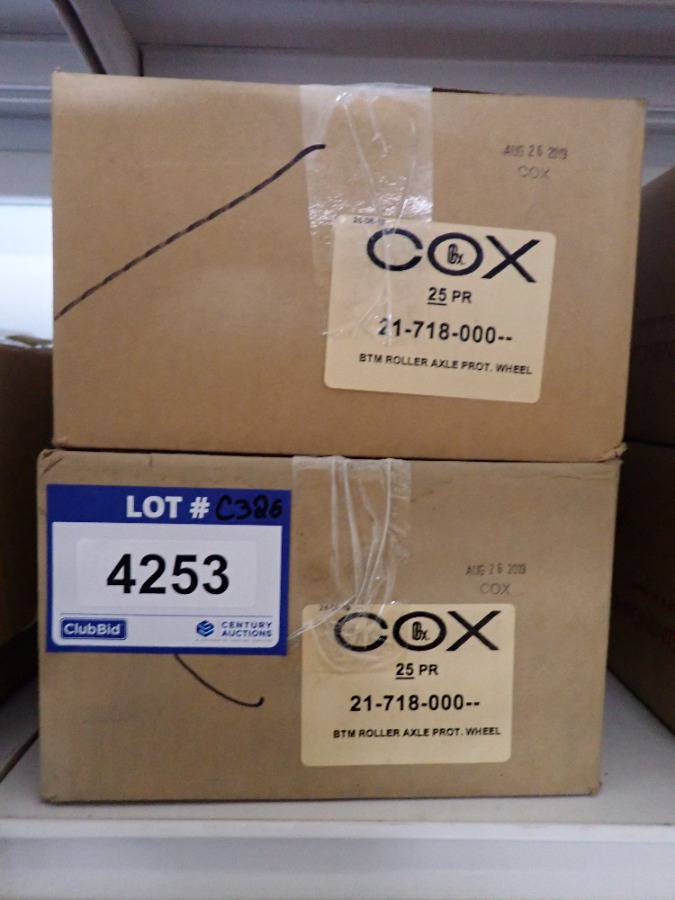 AUG 26 2019
COX
COX
25 PR
21-718-000--
BTM ROLLER AXLE PROT. WHEEL
LOT # C326
4253
ClubBid
CENTURY
AUCTIONS
AUG 26 2019
COX
COX
25 PR
21-718-000--
BTM ROLLER AXLE PROT. WHEEL